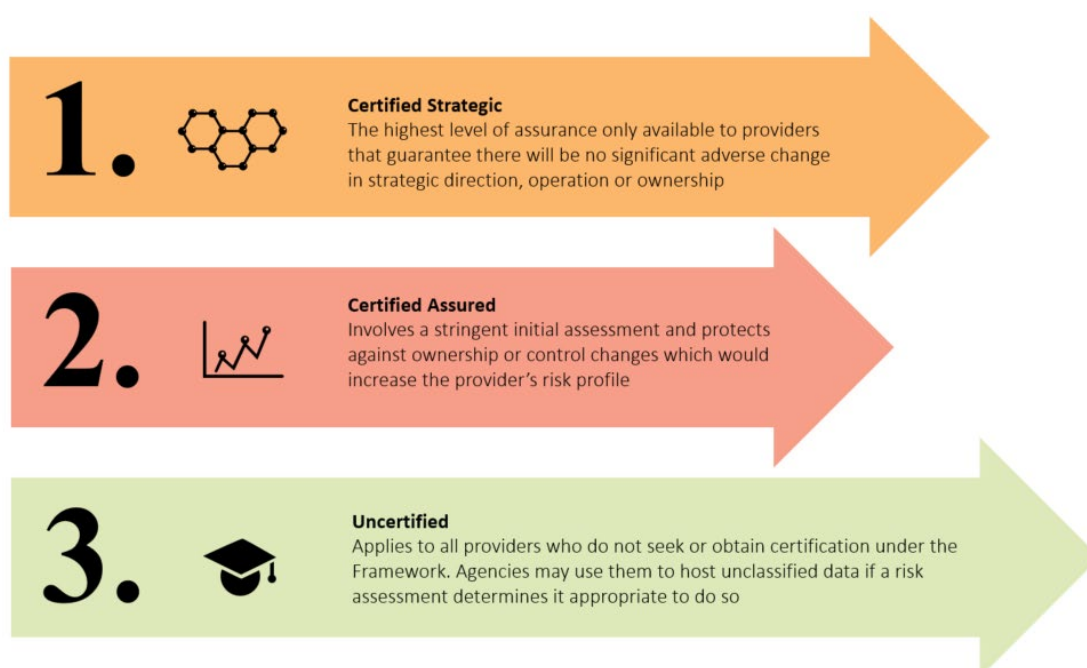 1.
Certified Strategic
The highest level of assurance only available to providers
that guarantee there will be no significant adverse change
in strategic direction, operation or ownership
2.
Certified Assured
Involves a stringent initial assessment and protects
against ownership or control changes which would
increase the provider’s risk profile
3.
Uncertified
Applies to all providers who do not seek or obtain certification under the
Framework. Agencies may use them to host unclassified data if a risk
assessment determines it appropriate to do so